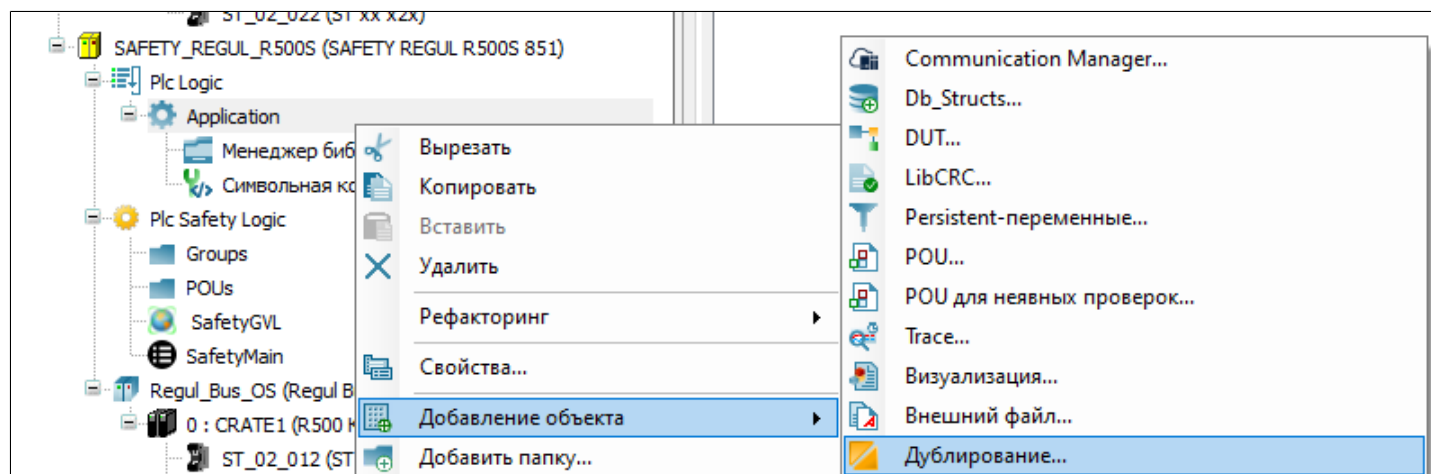 ST_02_022 (ST xx x2x)
SAFETY_REGUL_R500S (SAFETY REGUL R500S 851)
Plc Logic
Application
Менеджер биб
Символьная ко
Plc Safety Logic
Groups
POUs
SafetyGVL
SafetyMain
Regul_Bus_OS (Regul B
0 : CRATE1 (R500 К
ST_02_012 (ST
Вырезать
Копировать
Вставить
Удалить
Рефакторинг
Свойства...
Добавление объекта
Добавить папку...
Communication Manager...
Db_Structs...
DUT...
LibCRC...
Persistent-переменные...
POU...
POU для неявных проверок...
Trace...
Визуализация...
Внешний файл...
Дублирование...